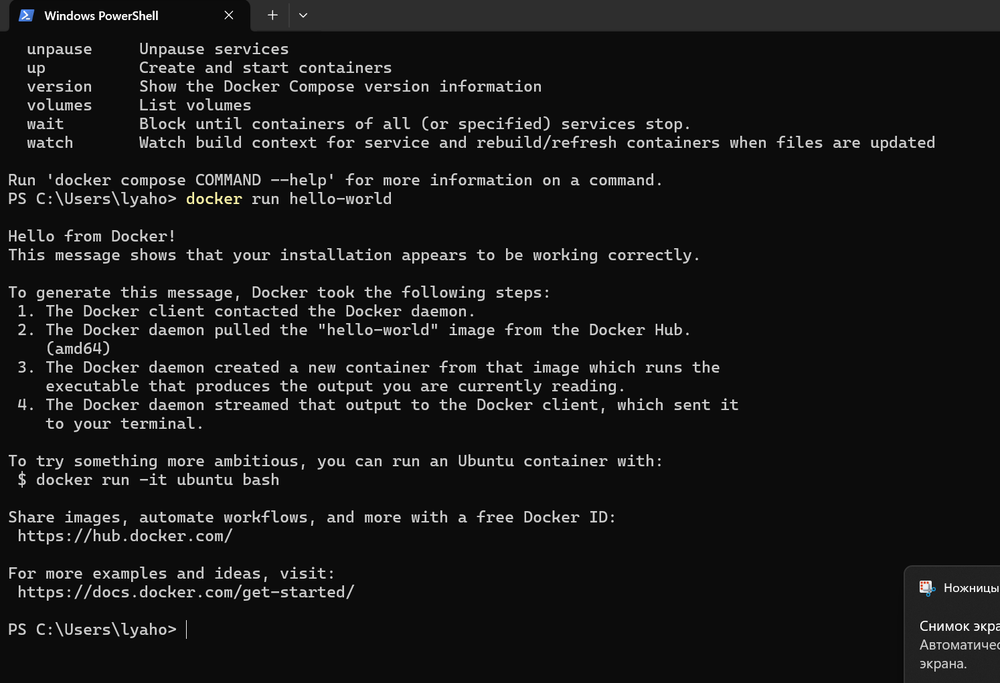 Windows PowerShell
unpause Unpause services
up Create and start containers
version Show the Docker Compose version information
volumes List volumes
wait Block until containers of all (or specified) services stop.
watch Watch build context for service and rebuild/refresh containers when files are updated
Run 'docker compose COMMAND --help' for more information on a command.
PS C:\Users\lyaho> docker run hello-world
Hello from Docker!
This message shows that your installation appears to be working correctly.
To generate this message, Docker took the following steps:
1. The Docker client contacted the Docker daemon.
2. The Docker daemon pulled the "hello-world" image from the Docker Hub.
(amd64)
3. The Docker daemon created a new container from that image which runs the
executable that produces the output you are currently reading.
4. The Docker daemon streamed that output to the Docker client, which sent it
to your terminal.
To try something more ambitious, you can run an Ubuntu container with:
$ docker run -it ubuntu bash
Share images, automate workflows, and more with a free Docker ID:
https://hub.docker.com/
For more examples and ideas, visit:
https://docs.docker.com/get-started/
PS C:\Users\lyaho>
Ножницы
Снимок
экрана.